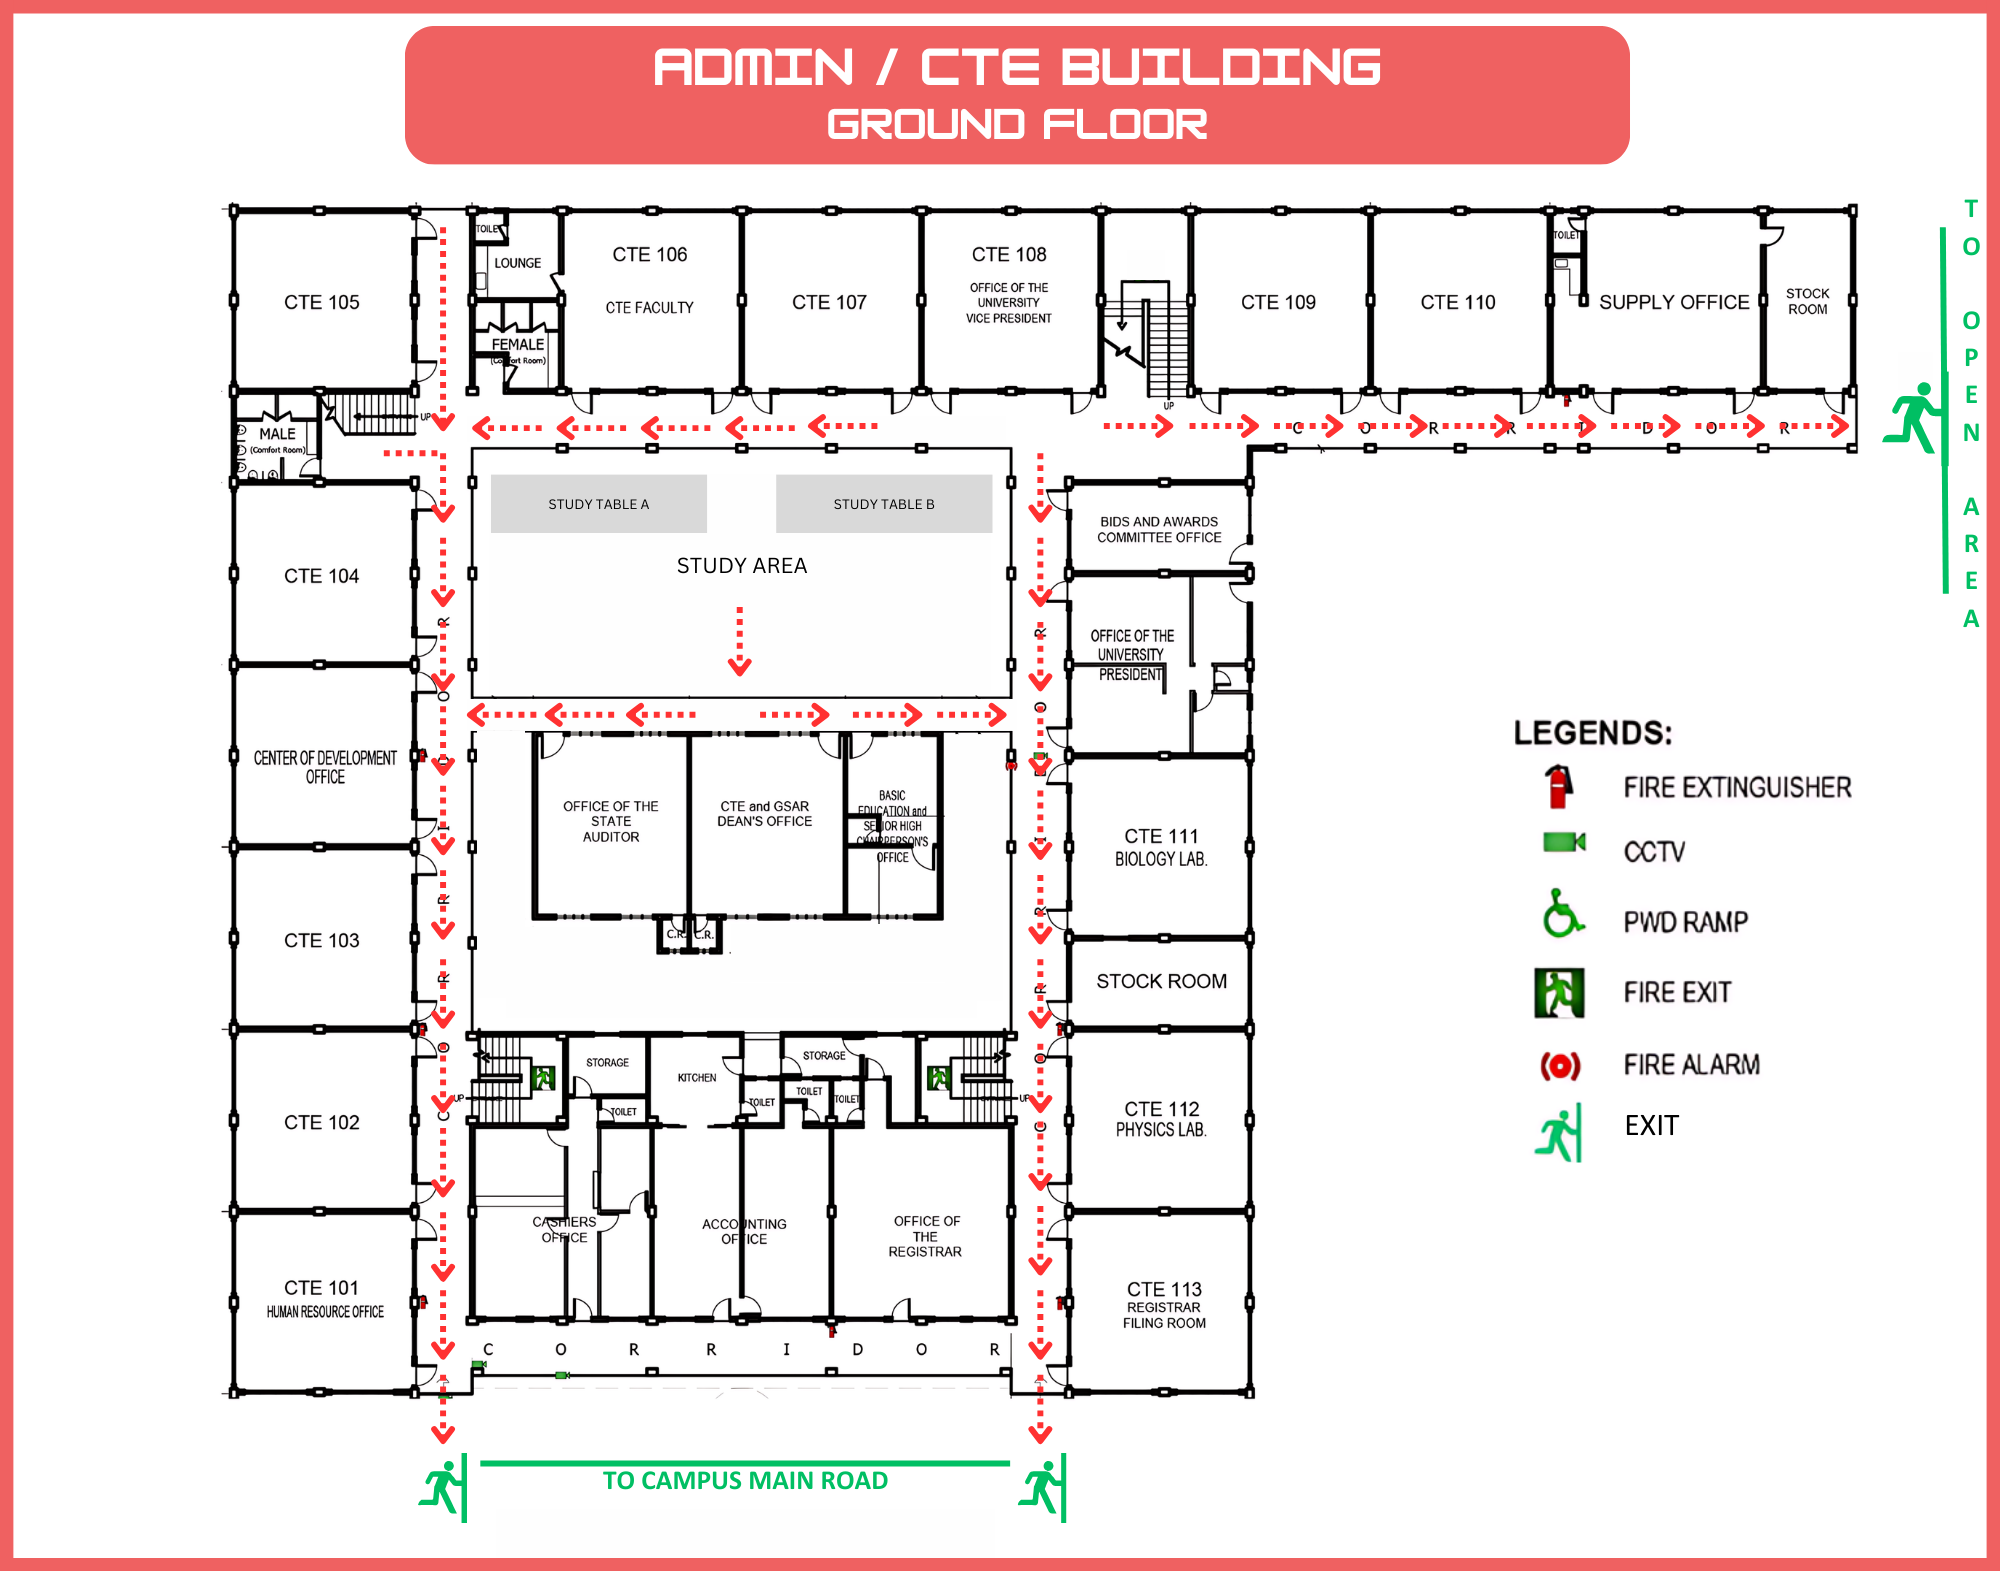 ADMIN / CTE BUILDING
GROUND FLOOR
TO OPEN AREA
CTE 105
TOILET
LOUNGE
FEMALE
(Comfort Room)
CTE 106
CTE FACULTY
CTE 107
CTE 108
OFFICE OF THE
UNIVERSITY
VICE PRESIDENT
UP
CTE 109
CTE 110
TOILET
SUPPLY OFFICE
STOCK
ROOM
UP
MALE
(Comfort Room)
CORRIDOR
STUDY TABLE A
STUDY TABLE B
STUDY AREA
BIDS AND AWARDS
COMMITTEE OFFICE
CTE 104
OFFICE OF THE
UNIVERSITY
PRESIDENT
CORRIDOR
CORRIDOR
CENTER OF DEVELOPMENT
OFFICE
OFFICE OF THE
STATE
AUDITOR
CTE and GSAR
DEAN'S OFFICE
BASIC
EDUCATION and
SENIOR HIGH
CHAIRPERSON'S
OFFICE
C.R.
C.R.
CTE 111
BIOLOGY LAB.
CTE 103
STOCK ROOM
CTE 102
UP
STORAGE
TOILET
KITCHEN
STORAGE
TOILET
TOILET
TOILET
UP
CTE 112
PHYSICS LAB.
CASHIERS
OFFICE
ACCOUNTING
OFFICE
OFFICE OF
THE
REGISTRAR
CTE 101
HUMAN RESOURCE OFFICE
CTE 113
REGISTRAR
FILING ROOM
CORRIDOR
TO CAMPUS MAIN ROAD
LEGENDS:
FIRE EXTINGUISHER
CCTV
PWD RAMP
FIRE EXIT
FIRE ALARM
EXIT